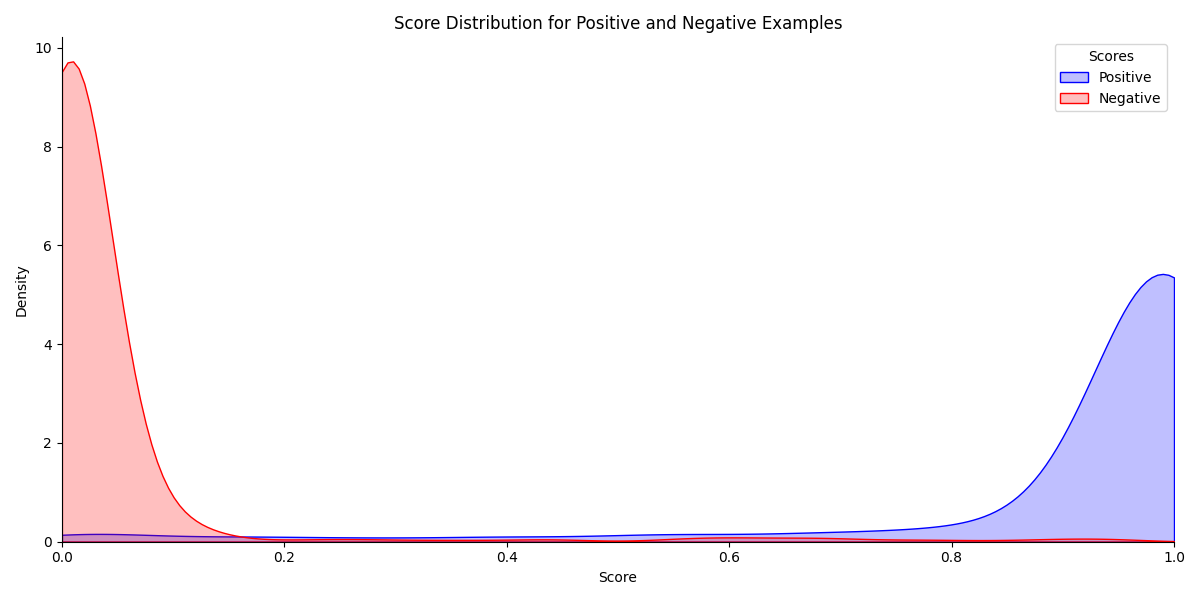 Score Distribution for Positive and Negative Examples
Scores
Positive
Negative
10
8
6
4
2
0
Density
0.0 0.2 0.4 0.6 0.8 1.0
Score